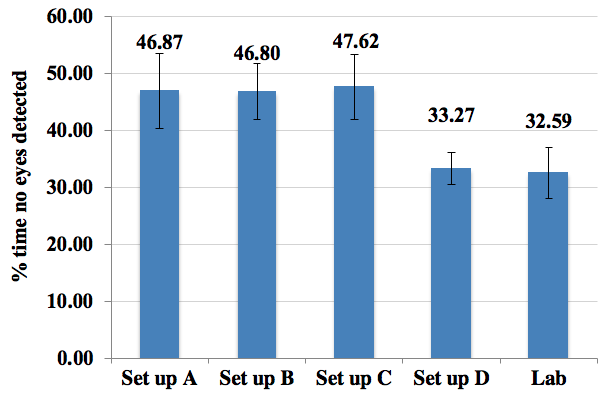 60.00
50.00
40.00
30.00
20.00
10.00
0.00
% time no eyes detected
46.87
46.80
47.62
33.27
32.59
Set up A
Set up B
Set up C
Set up D
Lab